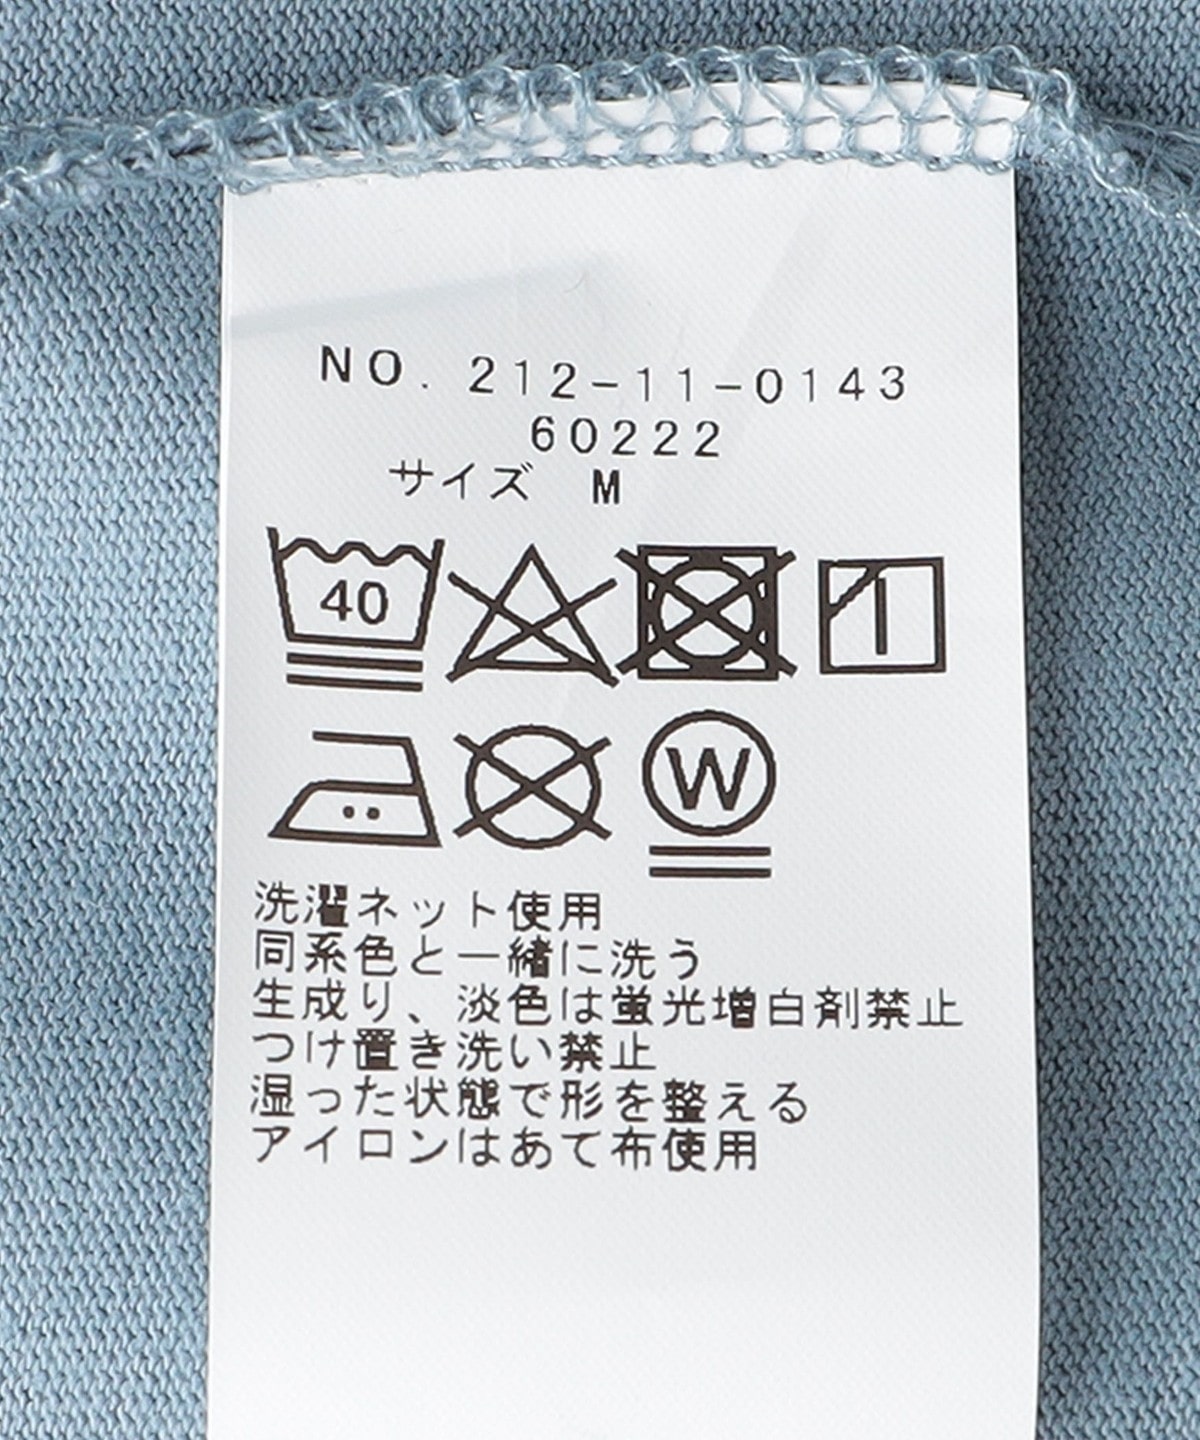 NO. 212-11-0143
60222
サイズ M
40
W
洗濯ネット使用
同系色と一緒に洗う
生成り、淡色は蛍光増白剤禁止
つけ置き洗い禁止
湿った状態で形を整える
アイロンはあて布使用